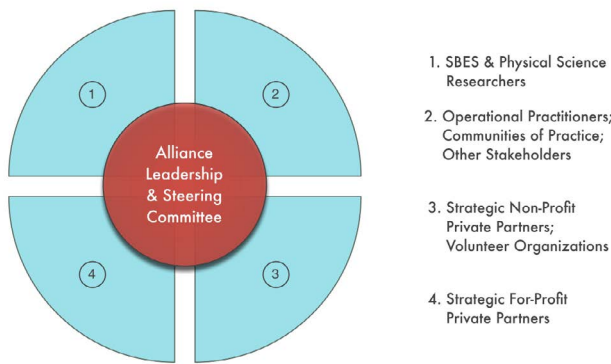 1
2
Alliance
Leadership
& Steering
Committee
4
3
1. SBES & Physical Science
Researchers
2. Operational Practitioners;
Communities of Practice;
Other Stakeholders
3. Strategic Non-Profit
Private Partners;
Volunteer Organizations
4. Strategic For-Profit
Private Partners